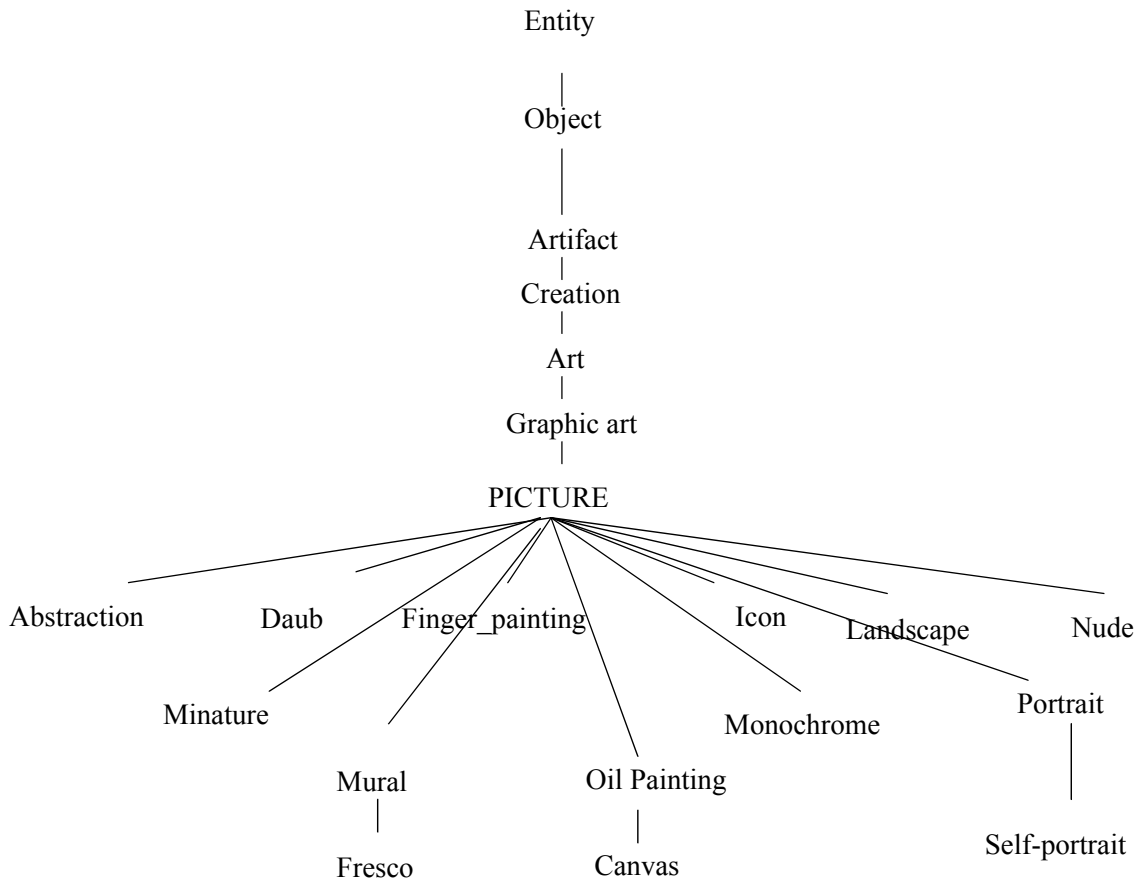 Entity
Object
Artifact
Creation
Art
Graphic art
PICTURE
Abstraction
Daub
Finger_painting
Icon
Landscape
Nude
Minature
Monochrome
Portrait
Mural
Oil Painting
Fresco
Canvas
Self-portrait